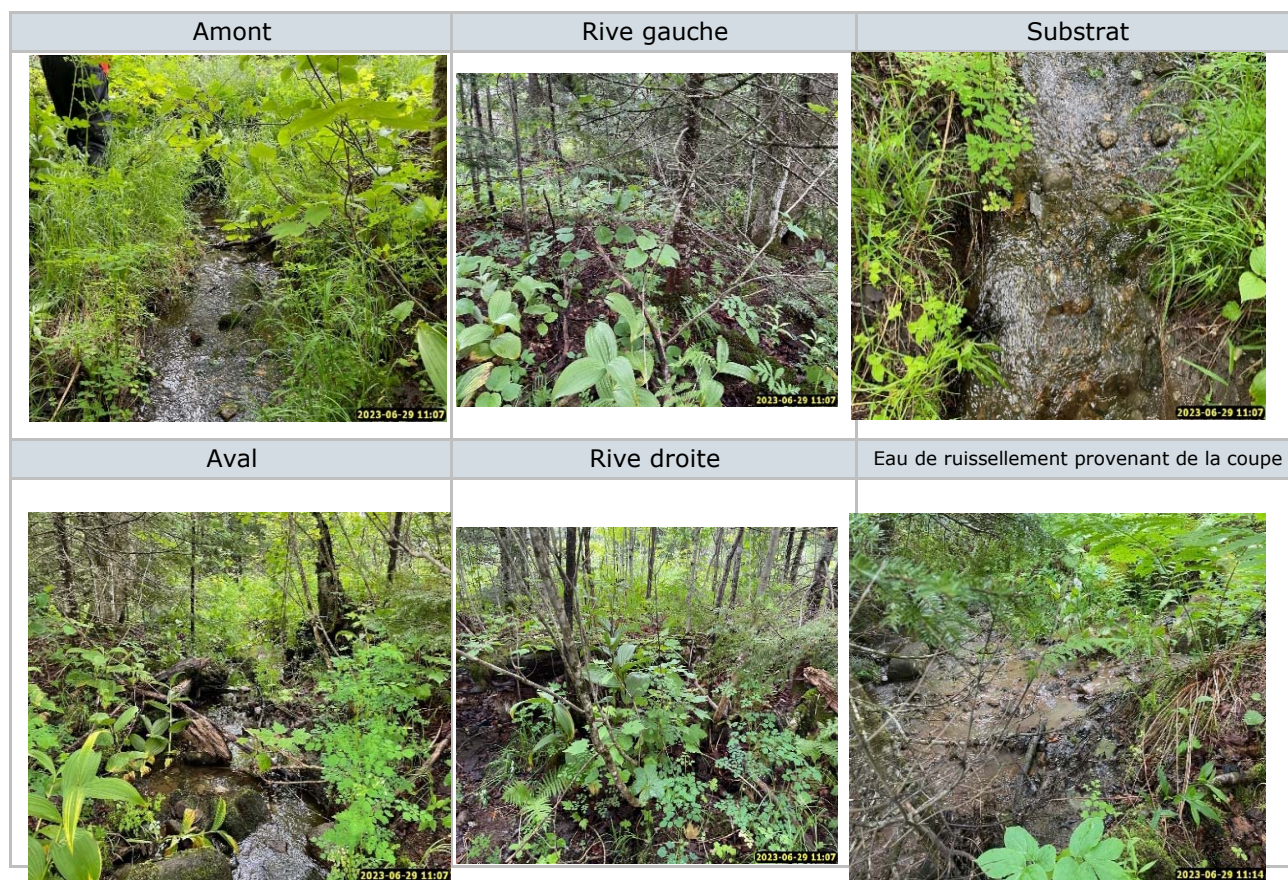 Amont
Rive gauche
Substrat
2023-06-29 11:07
2023-06-29 11:07
2023-06-29 11:07
Aval
Rive droite
Eau de ruissellement provenant de la coupe
2023-06-29 11:07
2023-06-29 11:07
2023-06-29 11:14